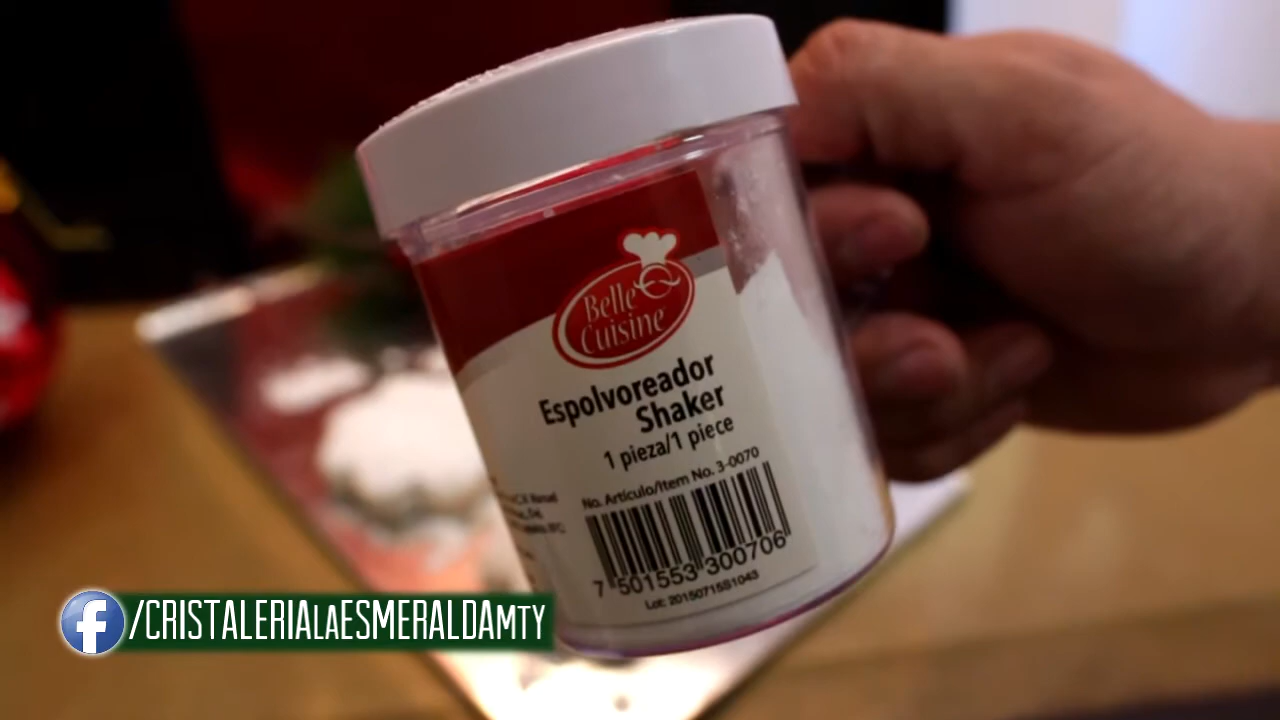 Belle
Cuisine
Espolvoreador
Shaker
1 pieza/1 piece
No. Artículo/Item No. 3-0070
7 501553 300706
Lot: 20150715S1043
/CRISTALERIALAESMERALDAMTY